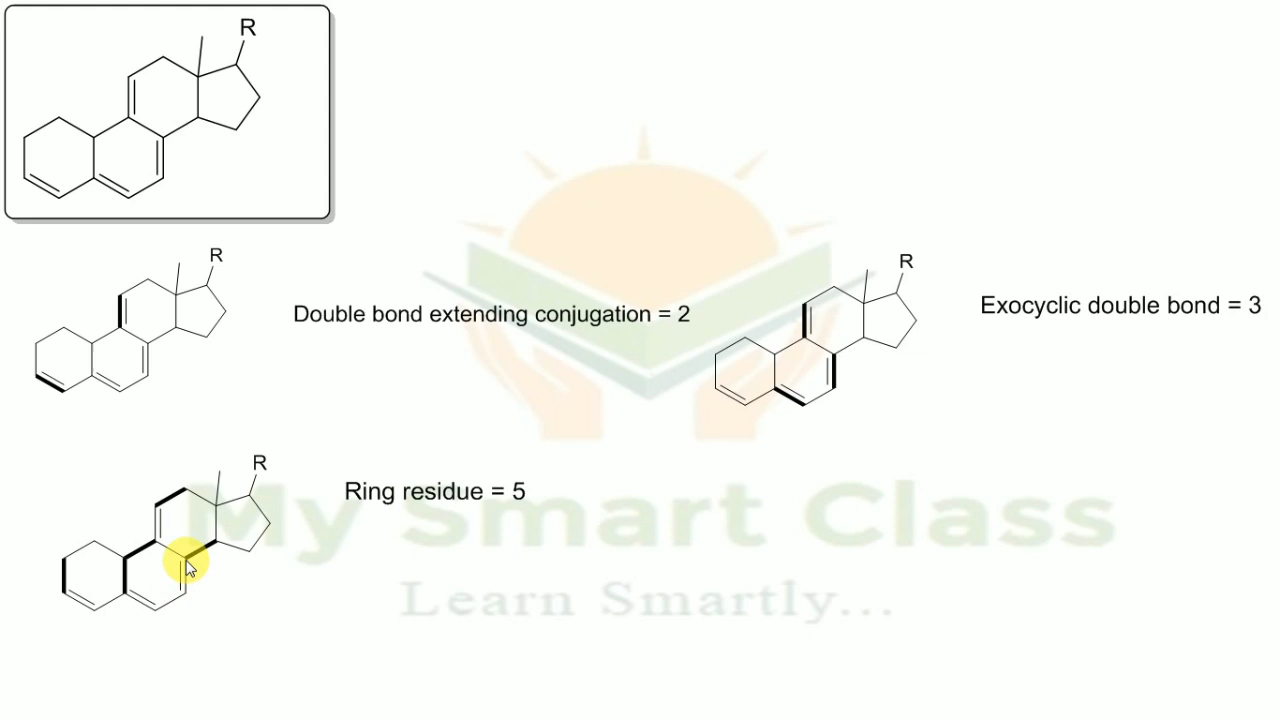 R
R
Double bond extending conjugation = 2
R
Exocyclic double bond = 3
R
Ring residue = 5
My Smart Class
Learn Smartly...